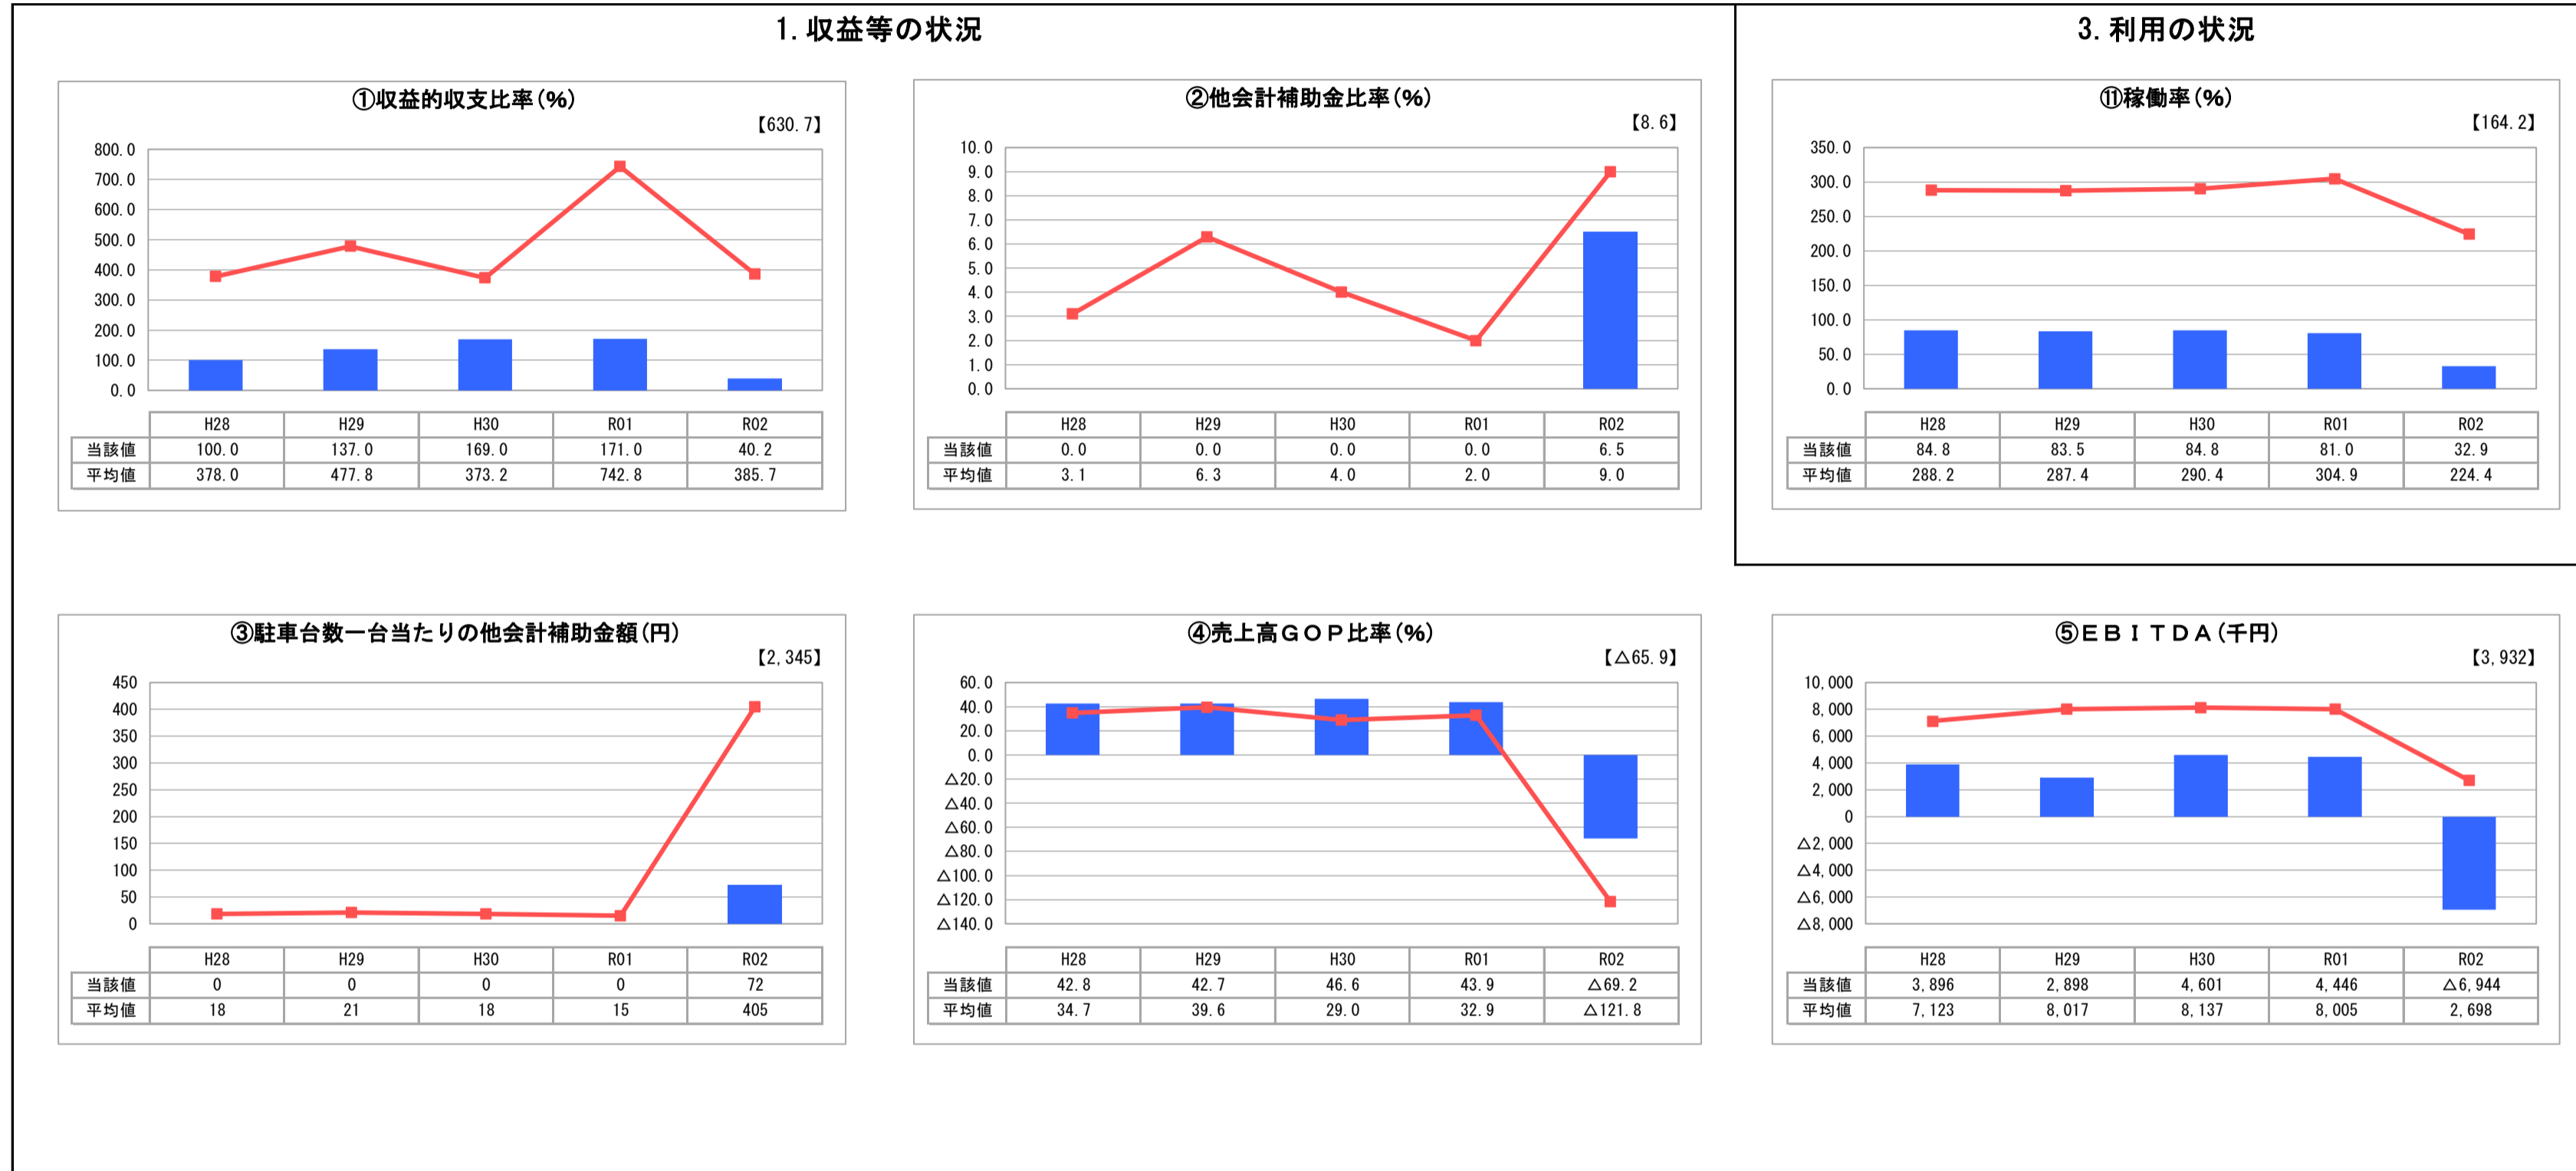 1. 収益等の状況
①収益的収支比率(%)
【630.7】
800.0
700.0
600.0
500.0
400.0
300.0
200.0
100.0
0.0
H28 H29 H30 R01 R02
当該値 100.0 137.0 169.0 171.0 40.2
平均値 378.0 477.8 373.2 742.8 385.7
②他会計補助金比率(%)
【8.6】
10.0
9.0
8.0
7.0
6.0
5.0
4.0
3.0
2.0
1.0
0.0
H28 H29 H30 R01 R02
当該値 0.0 0.0 0.0 0.0 6.5
平均値 3.1 6.3 4.0 2.0 9.0
3. 利用の状況
⑪稼働率(%)
【164.2】
350.0
300.0
250.0
200.0
150.0
100.0
50.0
0.0
H28 H29 H30 R01 R02
当該値 84.8 83.5 84.8 81.0 32.9
平均値 288.2 287.4 290.4 304.9 224.4
③駐車台数一台当たりの他会計補助金額(円)
【2,345】
450
400
350
300
250
200
150
100
50
0
H28 H29 H30 R01 R02
当該値 0 0 0 0 72
平均値 18 21 18 15 405
④売上高GOP比率(%)
【△65.9】
60.0
40.0
20.0
0.0
△20.0
△40.0
△60.0
△80.0
△100.0
△120.0
△140.0
H28 H29 H30 R01 R02
当該値 42.8 42.7 46.6 43.9 △69.2
平均値 34.7 39.6 29.0 32.9 △121.8
⑤EBITDA(千円)
【3,932】
10,000
8,000
6,000
4,000
2,000
0
△2,000
△4,000
△6,000
△8,000
H28 H29 H30 R01 R02
当該値 3,896 2,898 4,601 4,446 △6,944
平均値 7,123 8,017 8,137 8,005 2,698